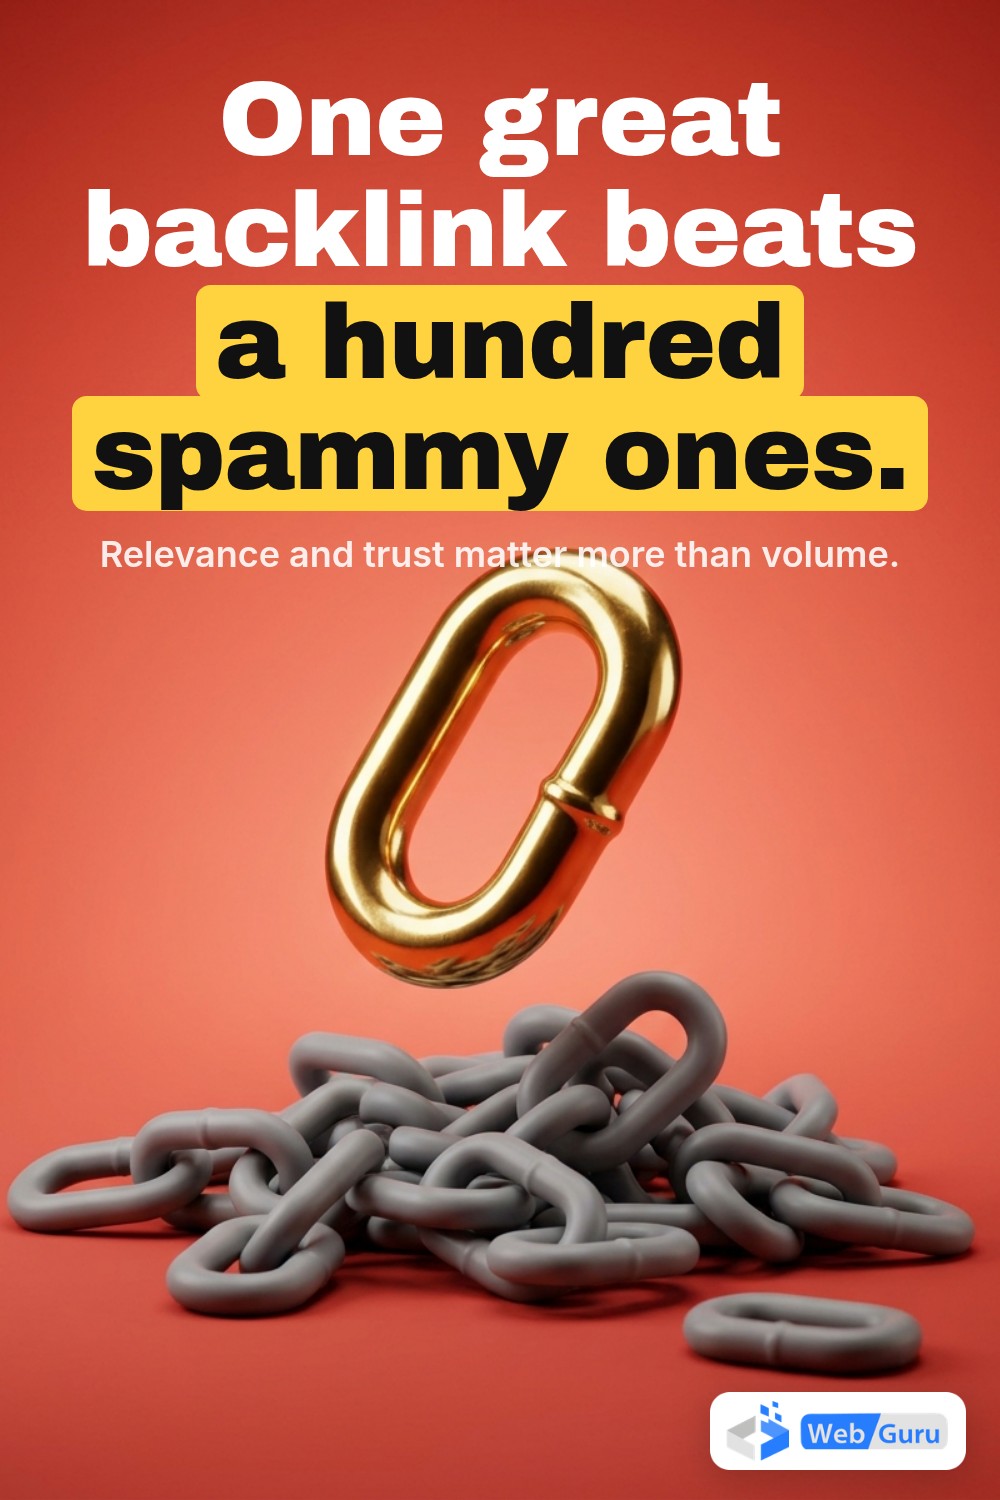 One great
backlink beats
a hundred
spammy ones.
Relevance and trust matter more than volume.
Web Guru